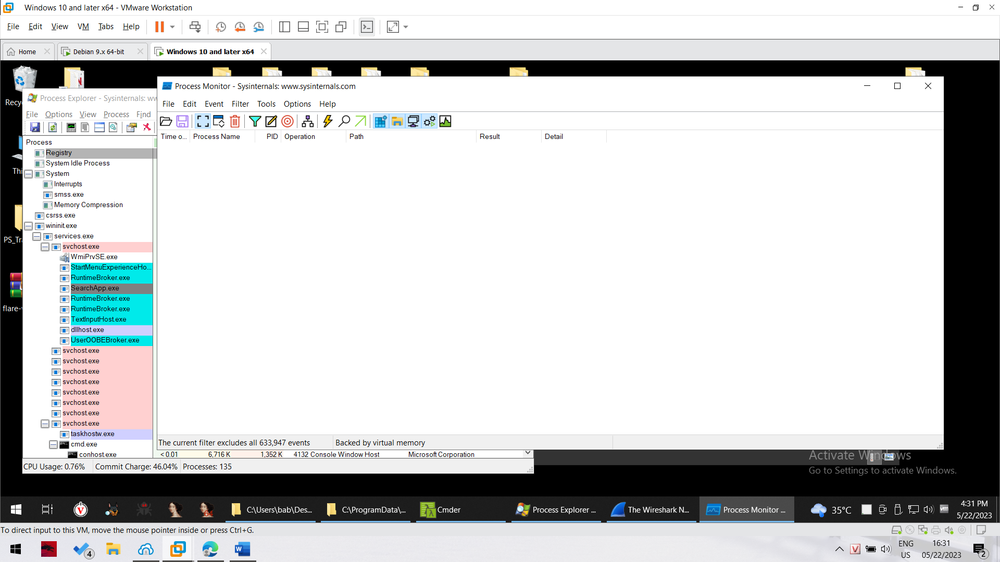 Windows 10 and later x64 - VMware Workstation
File Edit View VM Tabs Help
Home Debian 9.x 64-bit Windows 10 and later x64
Process Monitor - Sysinternals: www.sysinternals.com
File Edit Event Filter Tools Options Help
Time o... Process Name PID Operation Path Result Detail
The current filter excludes all 633,947 events Backed by virtual memory
Recy
Thi
PS_Tra
flare-v
Process Explorer - Sysinternals: ww
File Options View Process Find
Process
Registry
System Idle Process
System
Interrupts
smss.exe
Memory Compression
csrss.exe
wininit.exe
services.exe
svchost.exe
WmiPrvSE.exe
StartMenuExperienceHo...
RuntimeBroker.exe
SearchApp.exe
RuntimeBroker.exe
RuntimeBroker.exe
TextInputHost.exe
dllhost.exe
UserOOBEBroker.exe
svchost.exe
svchost.exe
svchost.exe
svchost.exe
svchost.exe
svchost.exe
svchost.exe
svchost.exe
taskhostw.exe
cmd.exe
conhost.exe < 0.01 6,716 K 1,352 K 4132 Console Window Host Microsoft Corporation
CPU Usage: 0.76% Commit Charge: 46.04% Processes: 135
Activate Windows
Go to Settings to activate Windows.
64
C:\Users\bab\Des... C:\ProgramData\... Cmder Process Explorer ... The Wireshark N... Process Monitor ... 35°C vm 4:31 PM
5/22/2023
To direct input to this VM, move the mouse pointer inside or press Ctrl+G.
4 ENG 16:31
US 05/22/2023 2